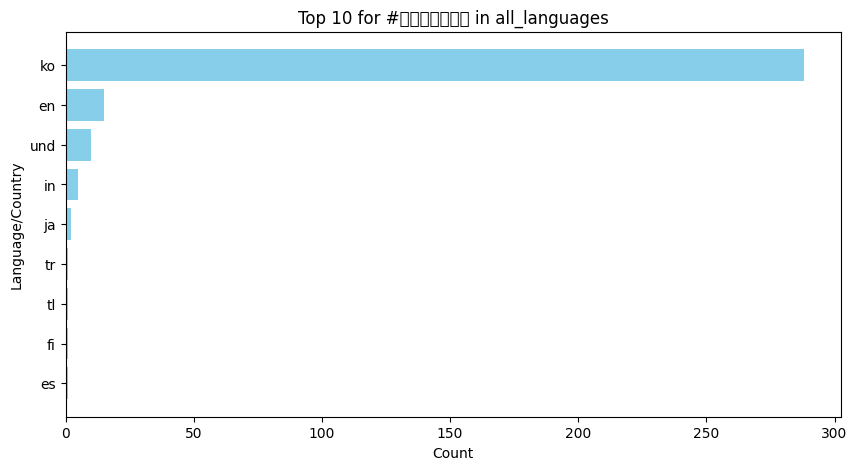 Top 10 for # in all_languages
ko
en
und
in
ja
tr
tl
fi
es
Language/Country
0 50 100 150 200 250 300
Count